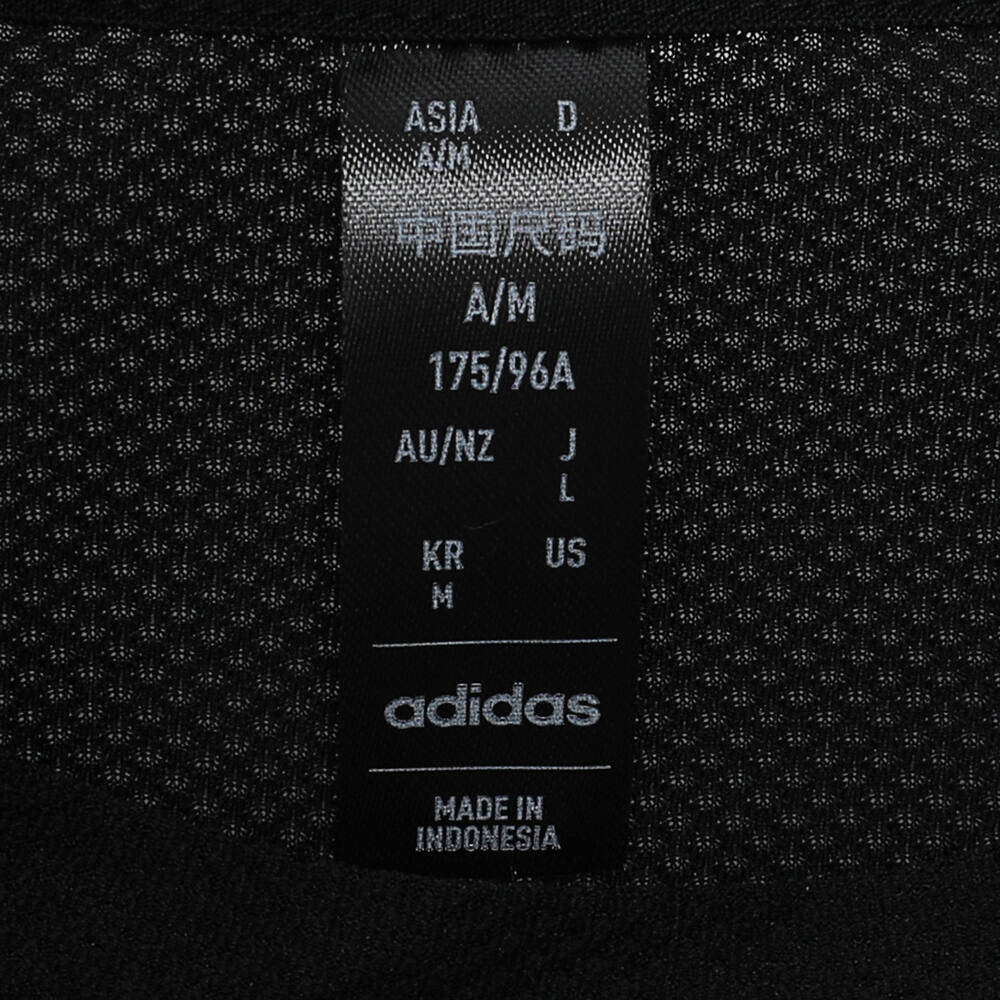 ASIA D
A/M
中国尺码
A/M
175/96A
AU/NZ J
L
KR US
M
adidas
MADE IN
INDONESIA